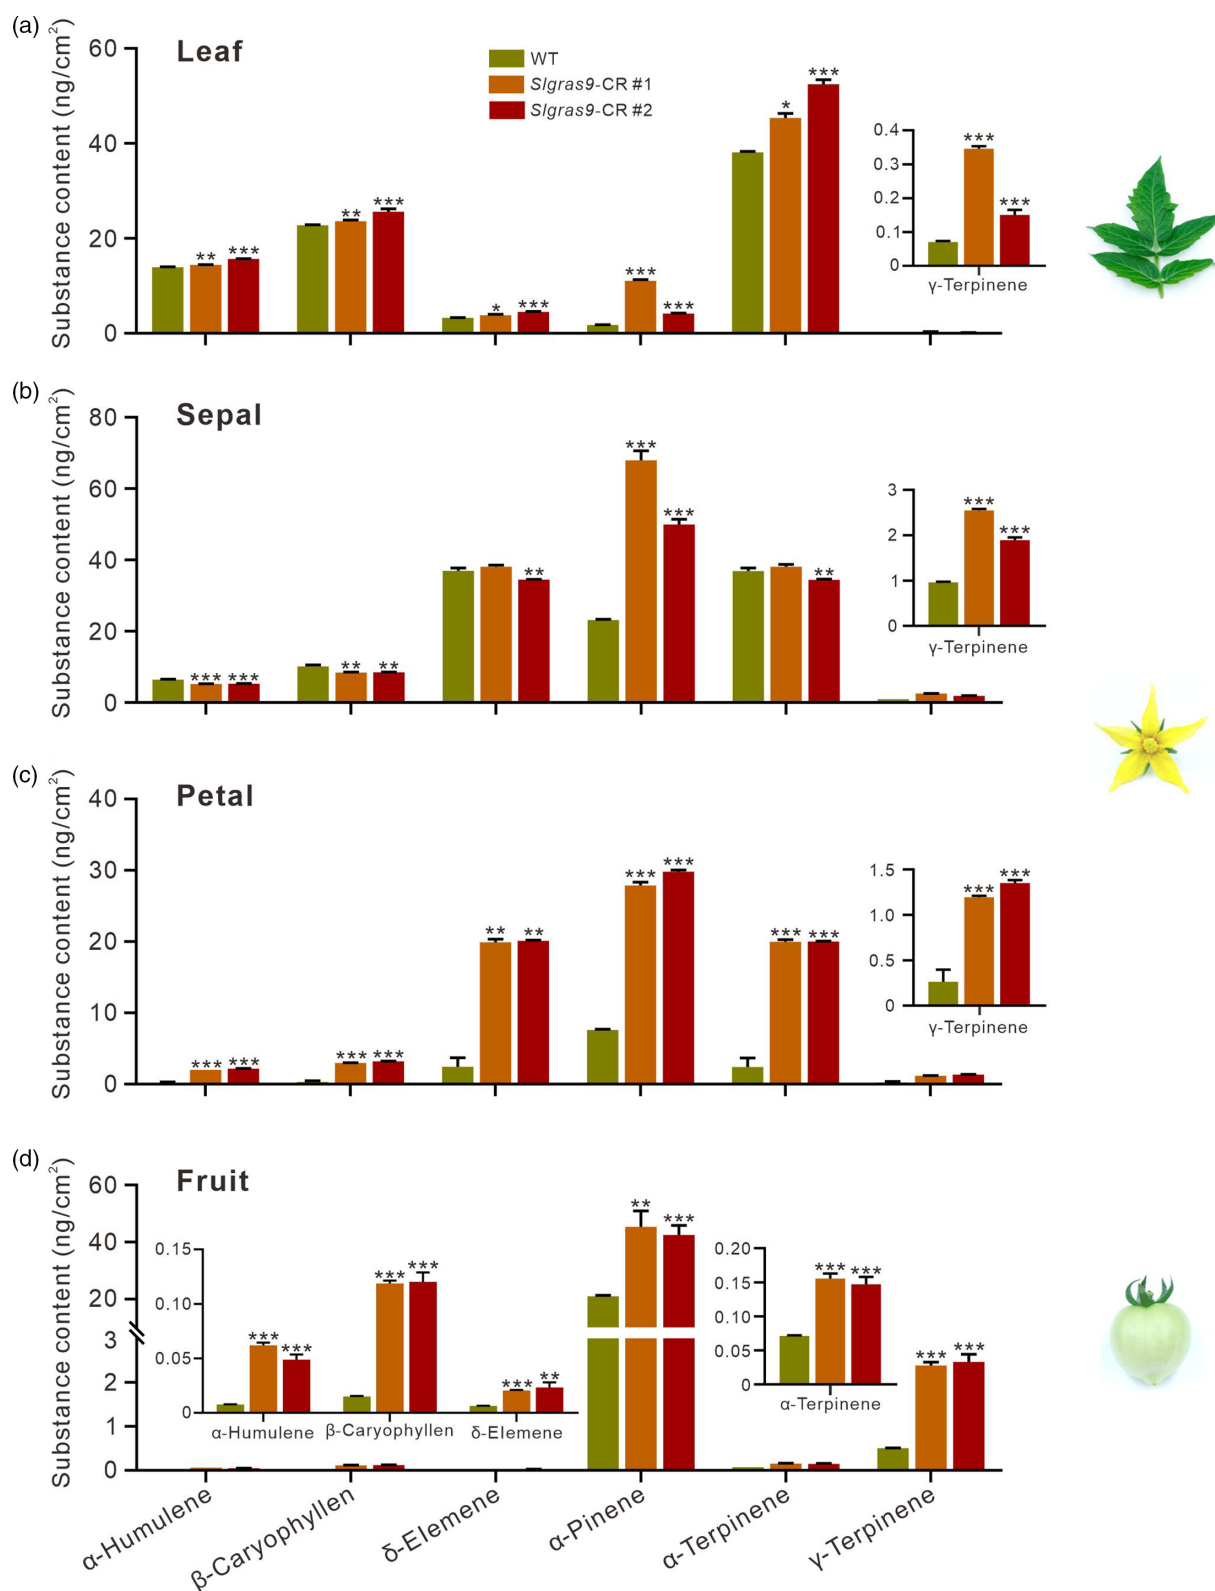 (a)
Leaf
WT
Slgras9-CR #1
Slgras9-CR #2
Substance content (ng/cm²)
60
40
20
0
** *** ** *** * *** *** *** * ***
0.4
0.3
0.2
0.1
0
*** ***
γ-Terpinene
(b)
Sepal
Substance content (ng/cm²)
80
60
40
20
0
*** *** ** ** ** *** *** **
3
2
1
0
*** ***
γ-Terpinene
(c)
Petal
Substance content (ng/cm²)
40
30
20
10
0
*** *** *** *** ** ** *** *** *** ***
1.5
1.0
0.5
0
*** ***
γ-Terpinene
(d)
Fruit
Substance content (ng/cm²)
60
40
20
3
2
1
0
** *** *** ***
0.15
0.10
0.05
0
*** *** *** *** *** **
α-Humulene β-Caryophyllen δ-Elemene
0.20
0.15
0.10
0.05
0
*** ***
α-Terpinene
α-Humulene
β-Caryophyllen
δ-Elemene
α-Pinene
α-Terpinene
γ-Terpinene